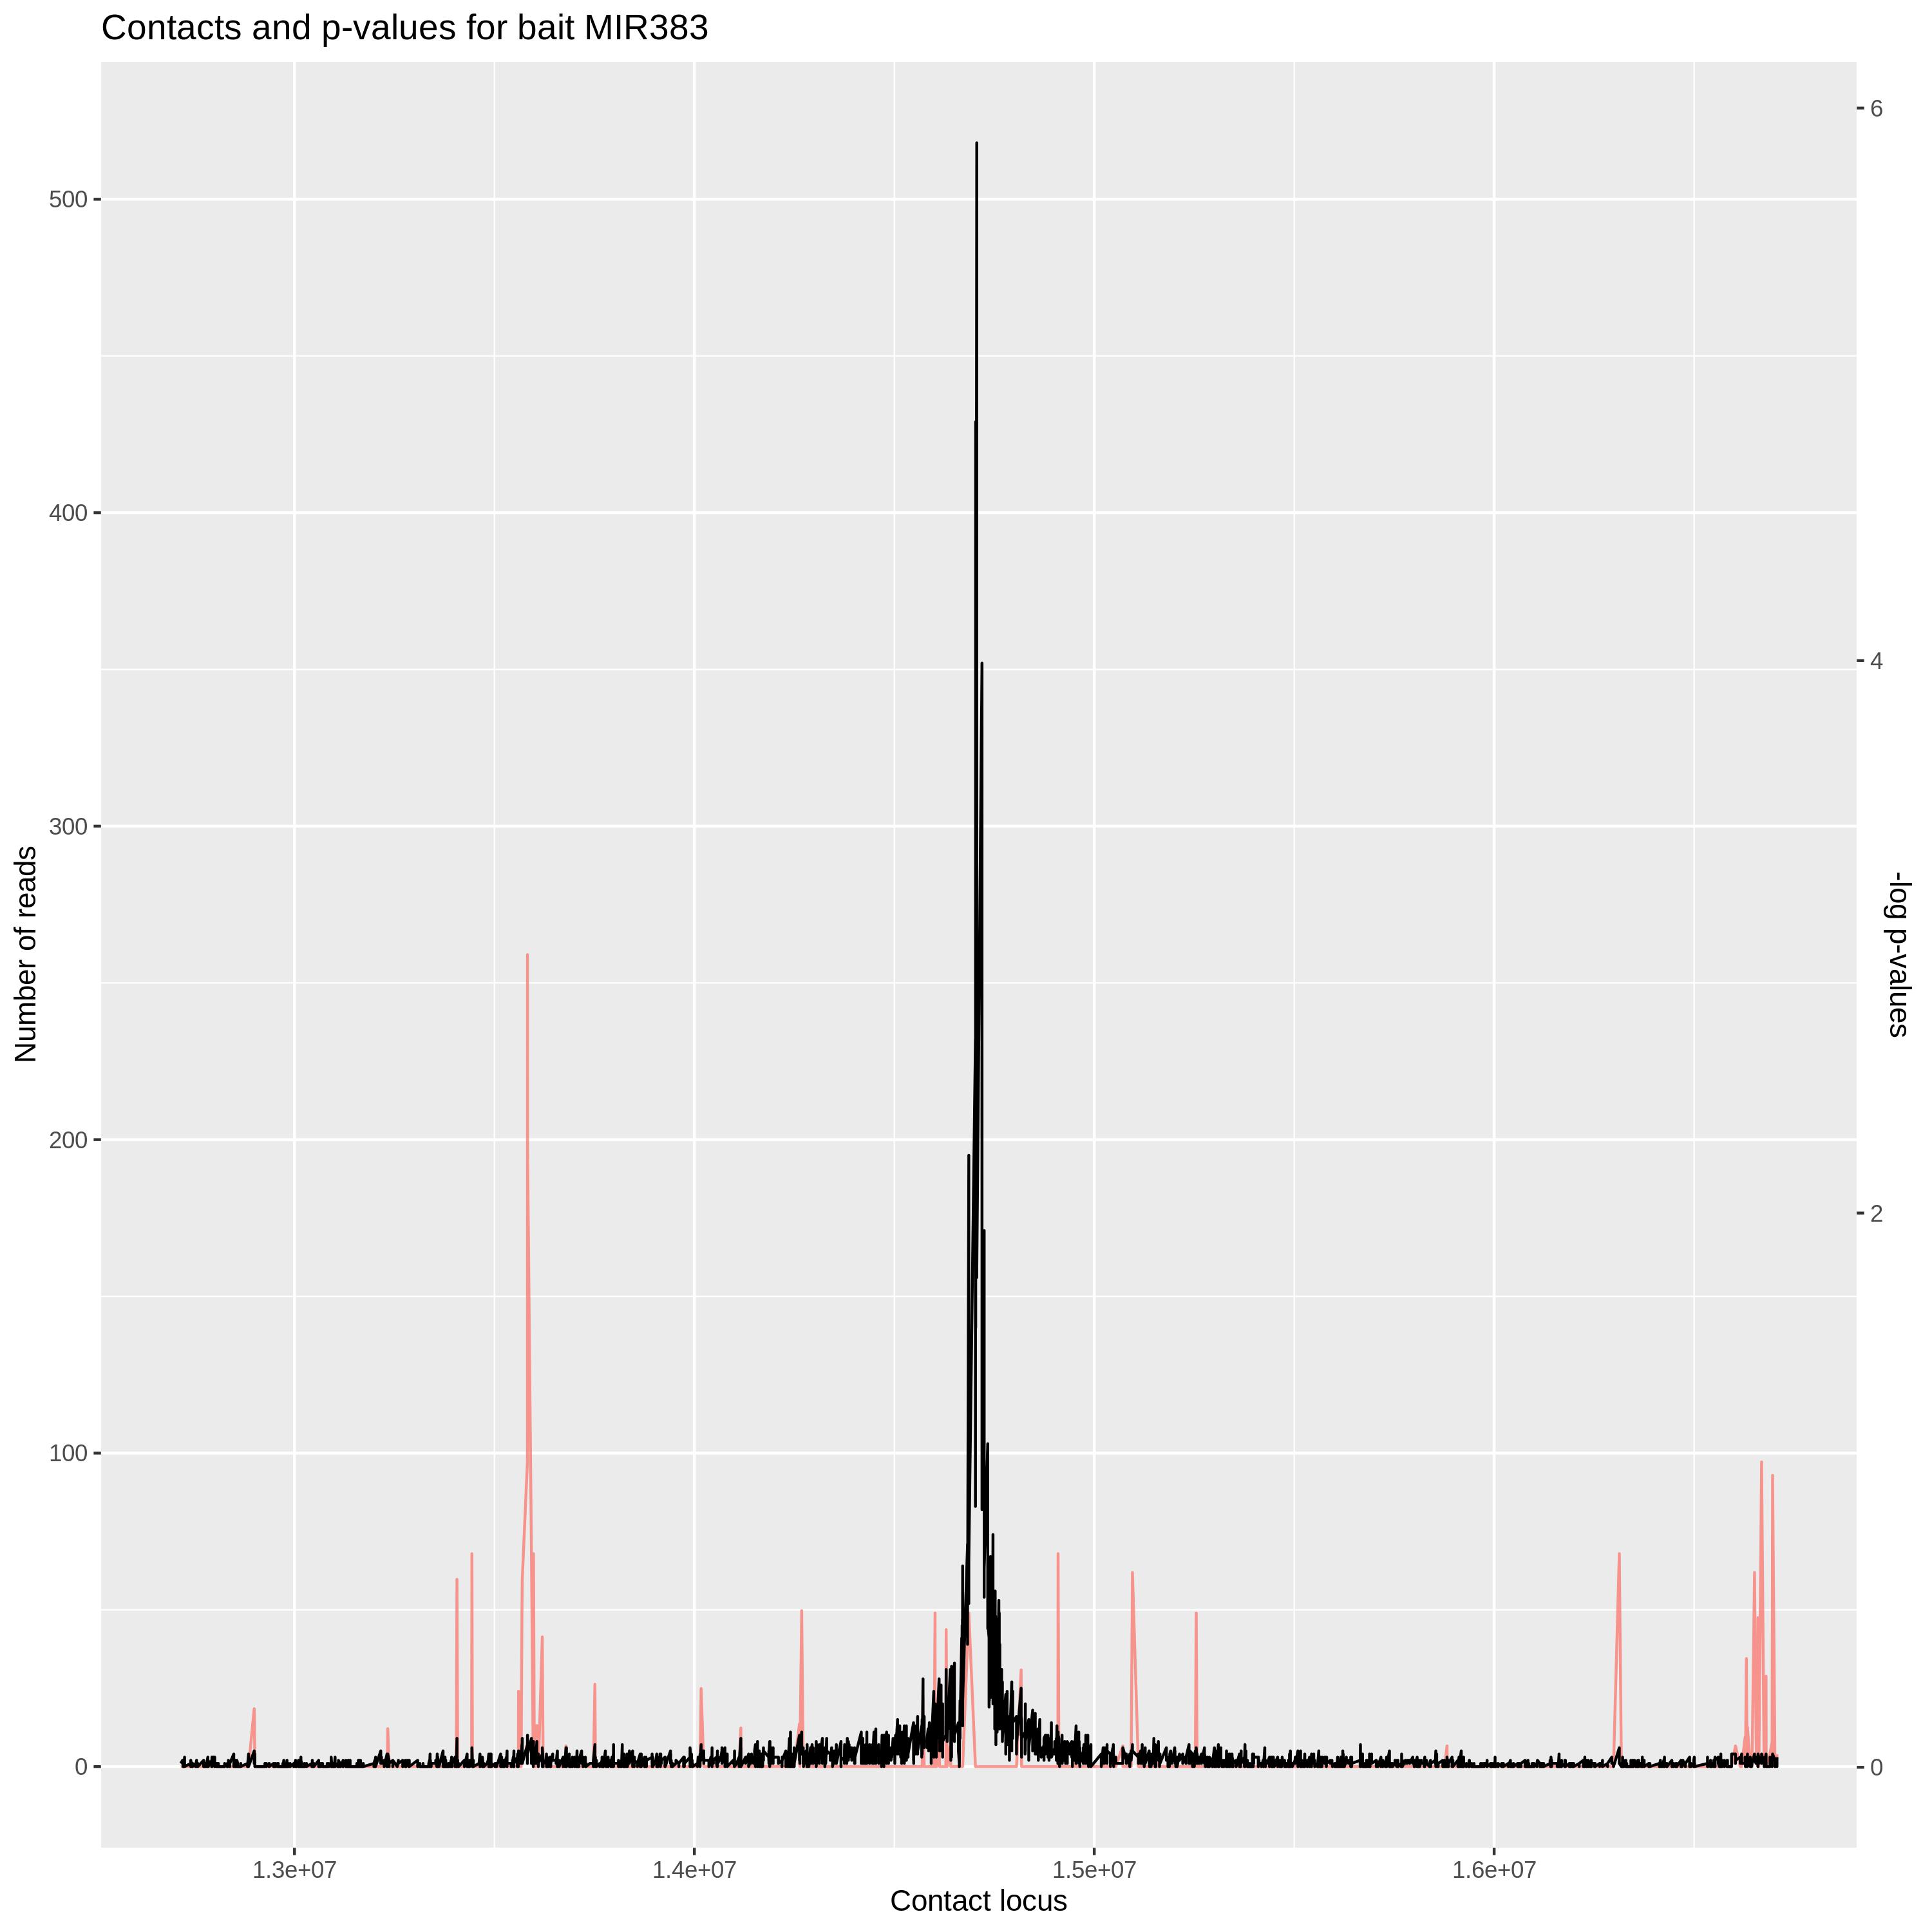 Contacts and p-values for bait MIR383
6
500
400
4
300
Number of reads
-log p-values
200
2
100
0
0
1.3e+07
1.4e+07
1.5e+07
1.6e+07
Contact locus